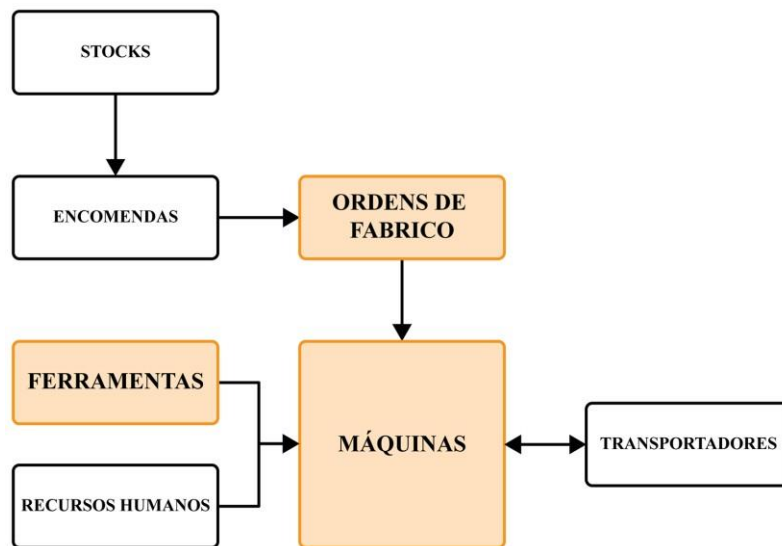 STOCKS
ENCOMENDAS
ORDENS DE
FABRICO
FERRAMENTAS
MÁQUINAS
TRANSPORTADORES
RECURSOS HUMANOS